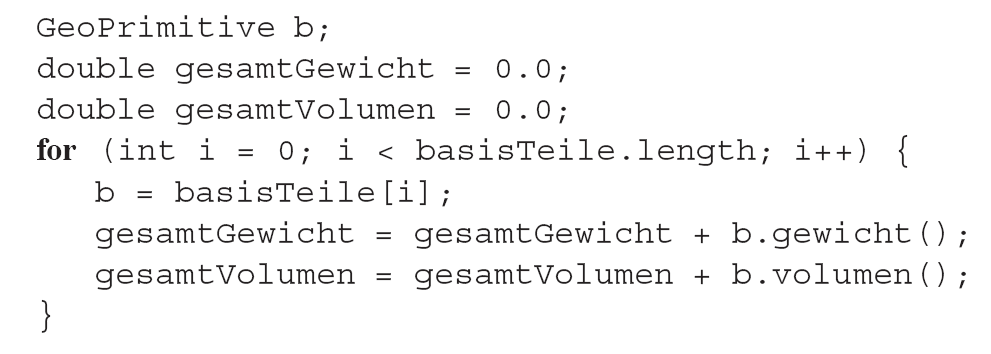 GeoPrimitive b;
double gesamtGewicht = 0.0;
double gesamtVolumen = 0.0;
for (int i = 0; i < basisTeile.length; i++) {
    b = basisTeile[i];
    gesamtGewicht = gesamtGewicht + b.gewicht();
    gesamtVolumen = gesamtVolumen + b.volumen();
}